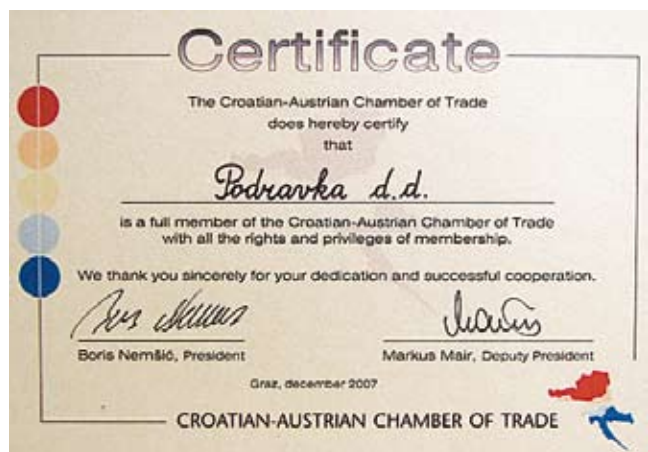 Certificate
The Croatian-Austrian Chamber of Trade
does hereby certify
that
Podravka d.d.
is a full member of the Croatian-Austrian Chamber of Trade
with all the rights and privileges of membership.
We thank you sincerely for your dedication and successful cooperation.
Boris Nemšić, President
Markus Mair, Deputy President
Graz, december 2007
CROATIAN-AUSTRIAN CHAMBER OF TRADE